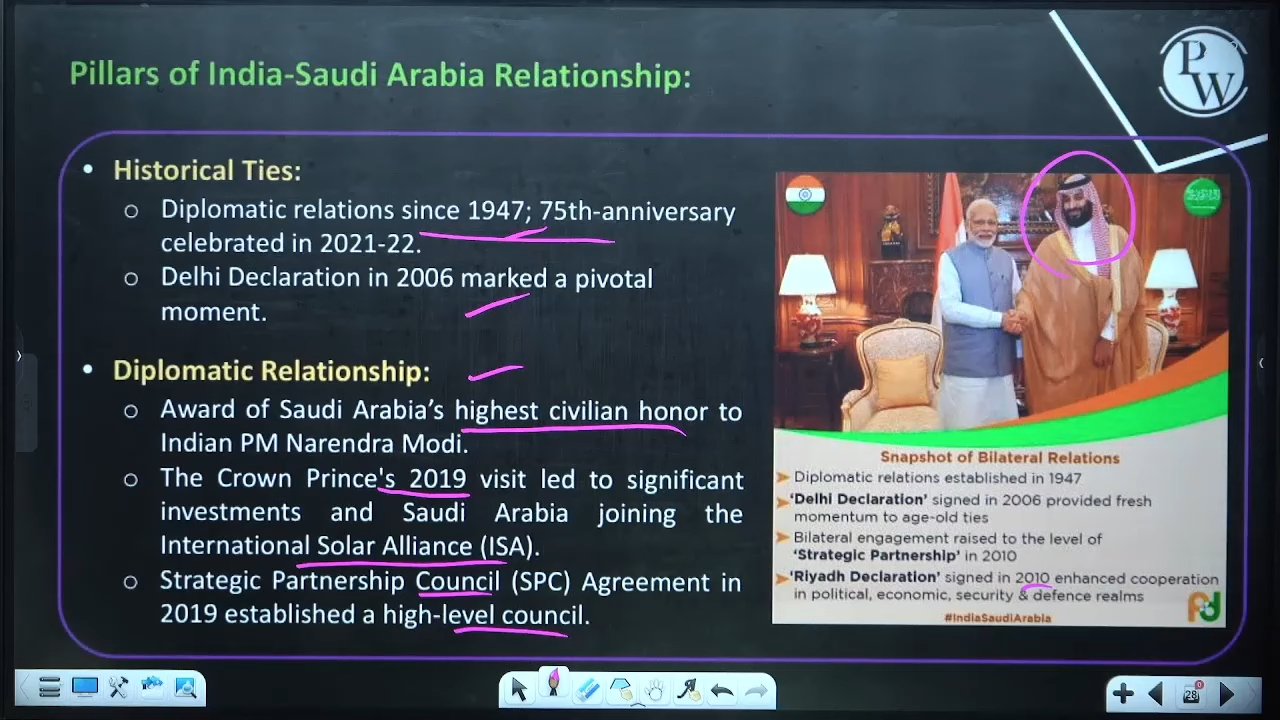 Pillars of India-Saudi Arabia Relationship:
PW
• Historical Ties:
o Diplomatic relations since 1947; 75th-anniversary
celebrated in 2021-22.
o Delhi Declaration in 2006 marked a pivotal
moment.
• Diplomatic Relationship:
o Award of Saudi Arabia's highest civilian honor to
Indian PM Narendra Modi.
o The Crown Prince's 2019 visit led to significant
investments and Saudi Arabia joining the
International Solar Alliance (ISA).
o Strategic Partnership Council (SPC) Agreement in
2019 established a high-level council.
Snapshot of Bilateral Relations
Diplomatic relations established in 1947
'Delhi Declaration' signed in 2006 provided fresh
momentum to age-old ties
Bilateral engagement raised to the level of
'Strategic Partnership' in 2010
'Riyadh Declaration' signed in 2010 enhanced cooperation
in political, economic, security & defence realms
#IndiaSaudiArabia
28